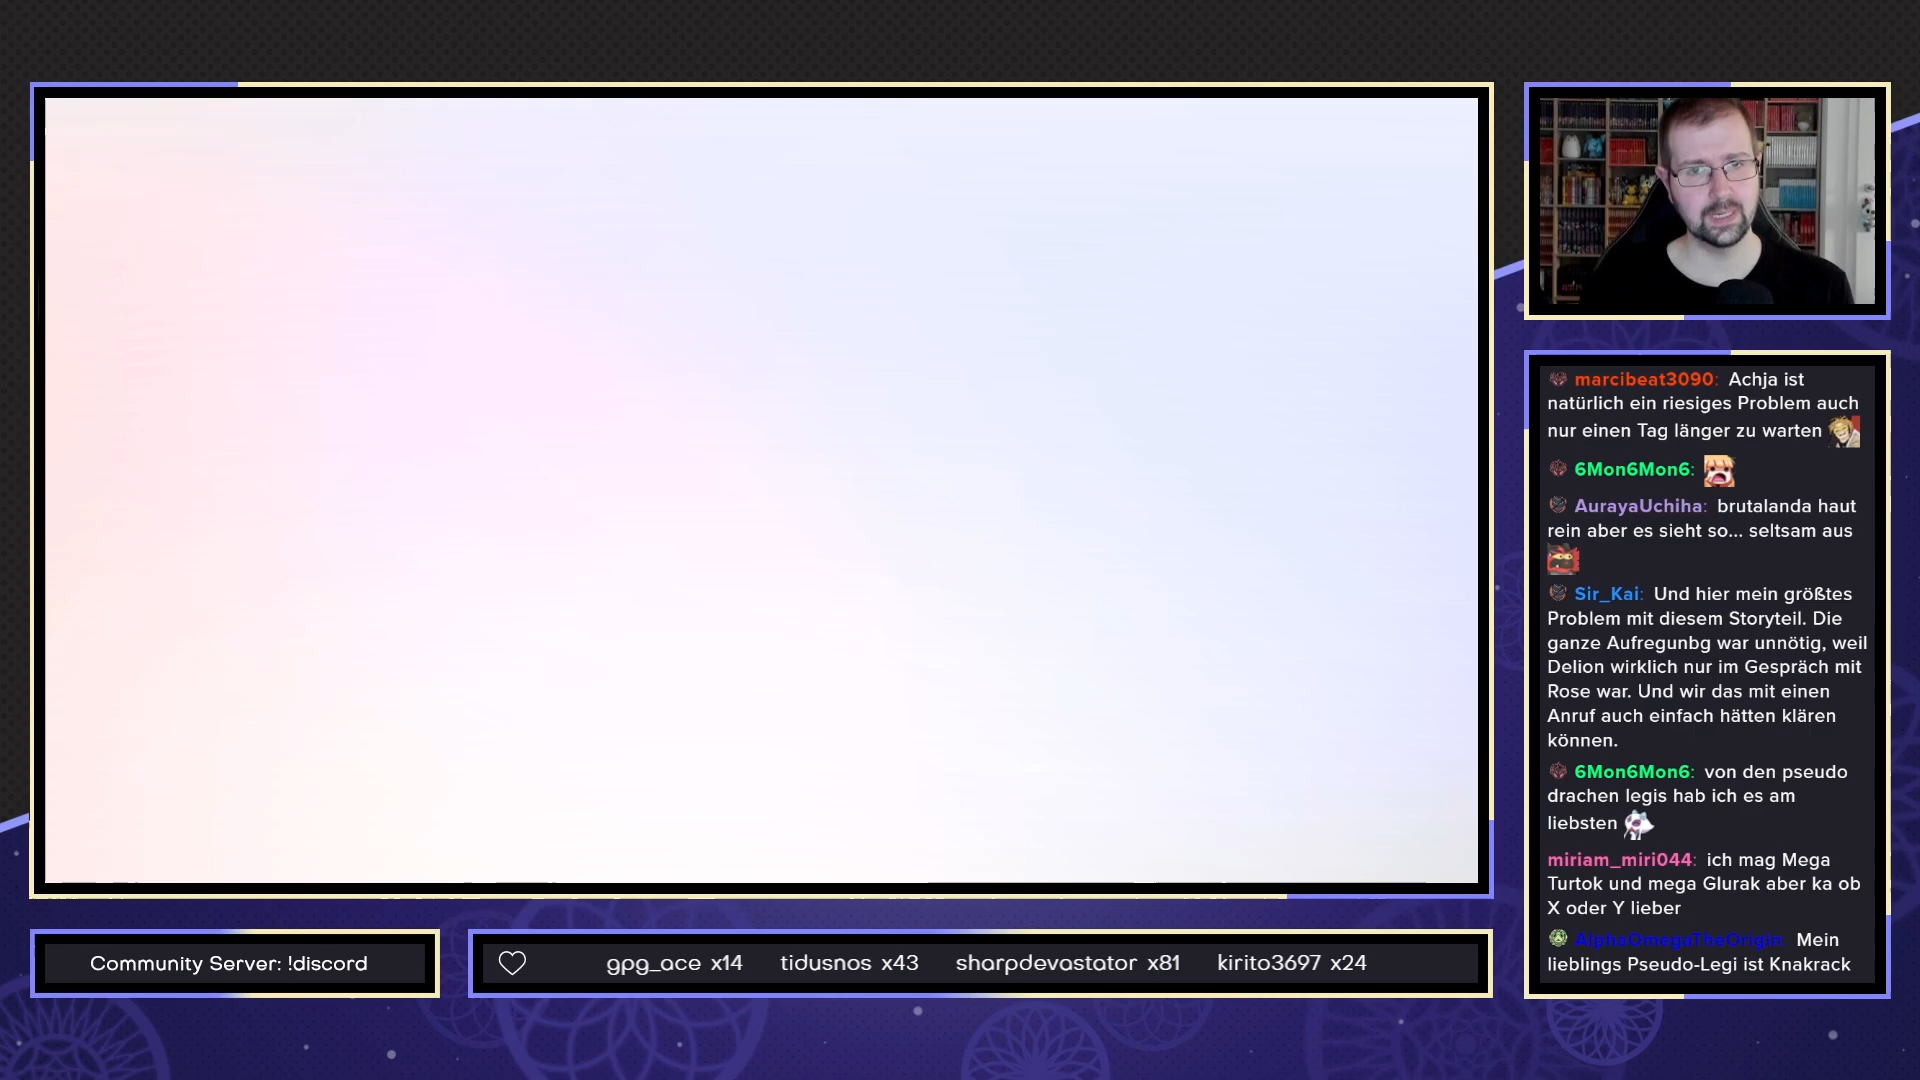 marcibeat3090: Achja ist
natürlich ein riesiges Problem auch
nur einen Tag länger zu warten
6Mon6Mon6:
AurayaUchiha: brutalanda haut
rein aber es sieht so... seltsam aus
Sir_Kai: Und hier mein größtes
Problem mit diesem Storyteil. Die
ganze Aufregunbg war unnötig, weil
Delion wirklich nur im Gespräch mit
Rose war. Und wir das mit einen
Anruf auch einfach hätten klären
können.
6Mon6Mon6: von den pseudo
drachen legis hab ich es am
liebsten
miriam_miri044: ich mag Mega
Turtok und mega Glurak aber ka ob
X oder Y lieber
AlphaOmegaTheOrigin: Mein
lieblings Pseudo-Legi ist Knakrack
Community Server: !discord
gpg_ace x14 tidusnos x43 sharpdevastator x81 kirito3697 x24